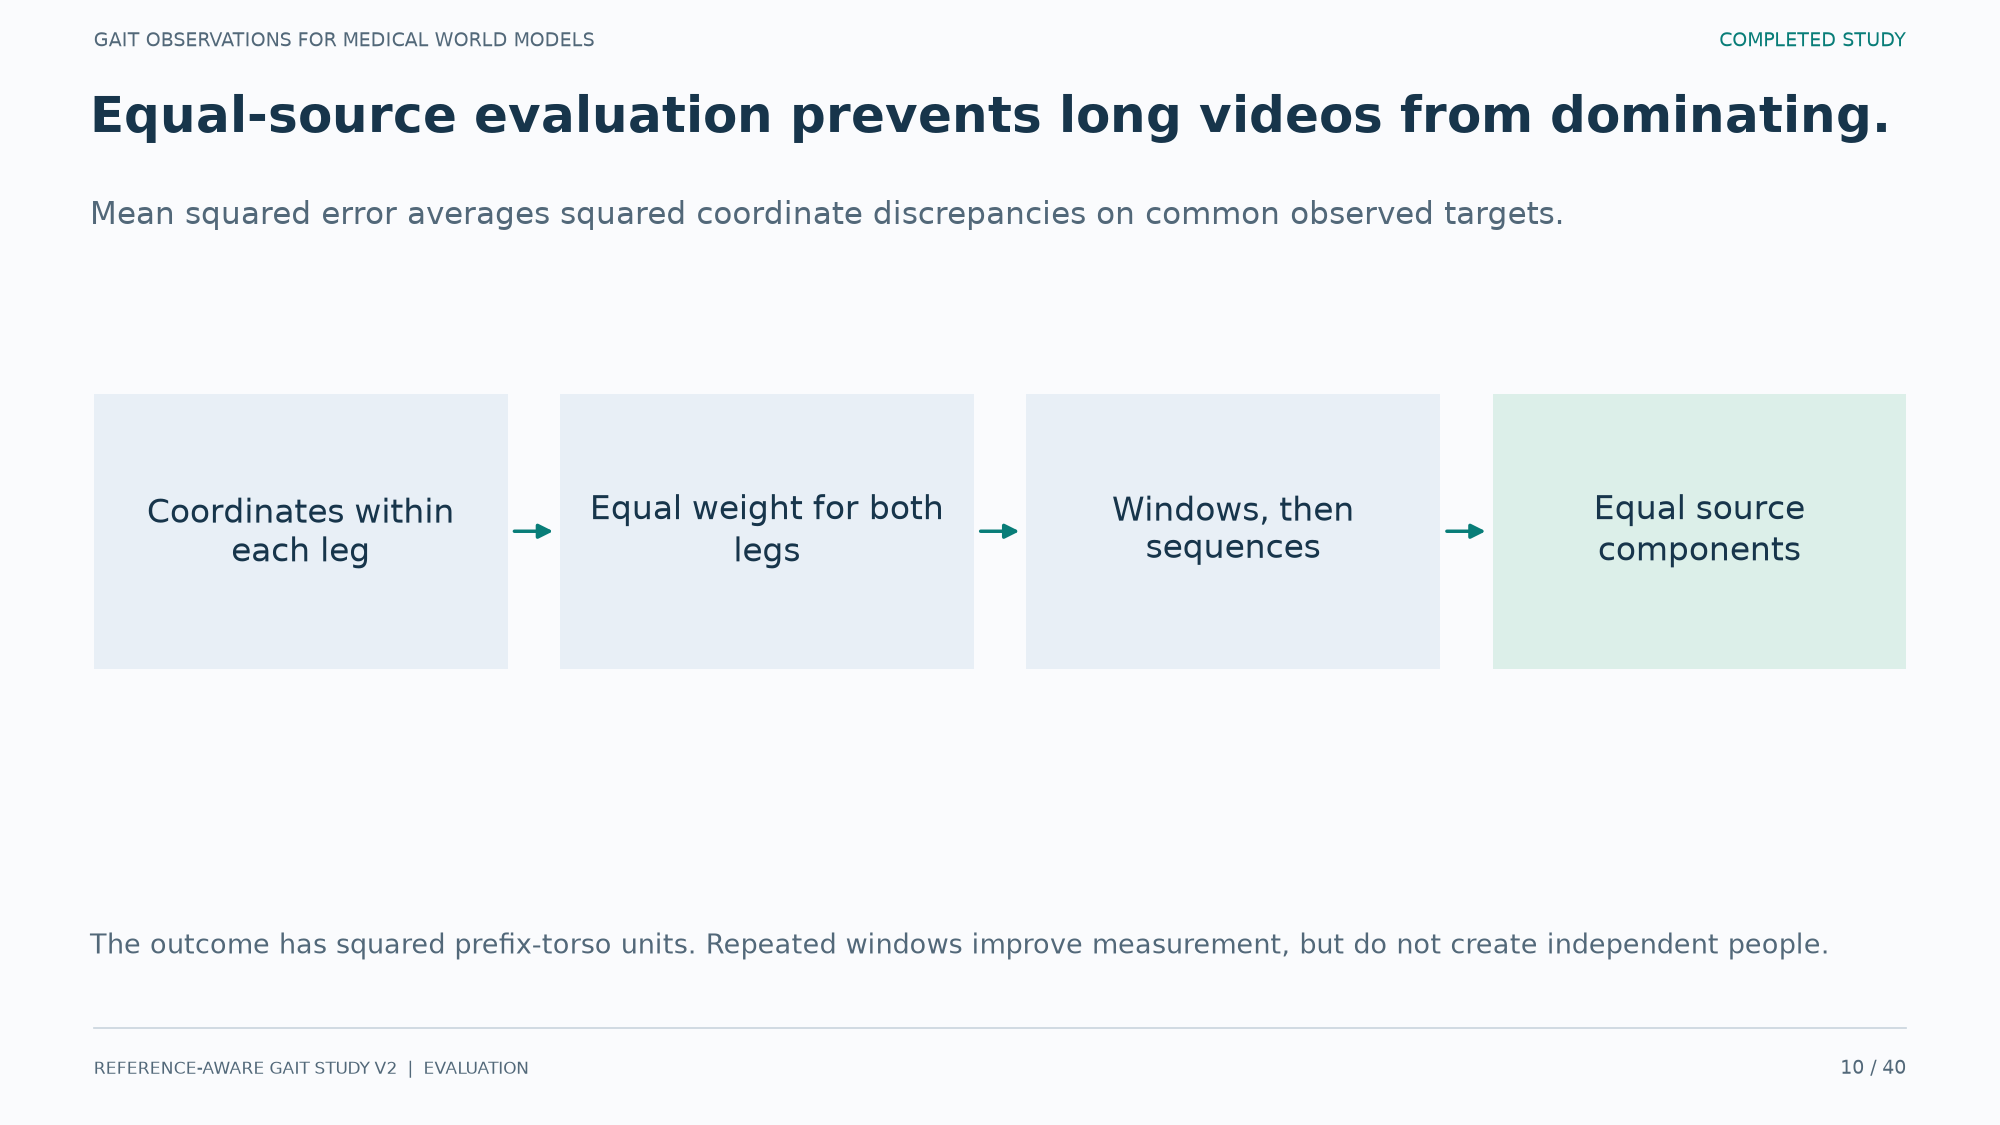 GAIT OBSERVATIONS FOR MEDICAL WORLD MODELS
COMPLETED STUDY
Equal-source evaluation prevents long videos from dominating.
Mean squared error averages squared coordinate discrepancies on common observed targets.
Coordinates within
each leg
Equal weight for both
legs
Windows, then
sequences
Equal source
components
The outcome has squared prefix-torso units. Repeated windows improve measurement, but do not create independent people.
REFERENCE-AWARE GAIT STUDY V2 | EVALUATION
10 / 40